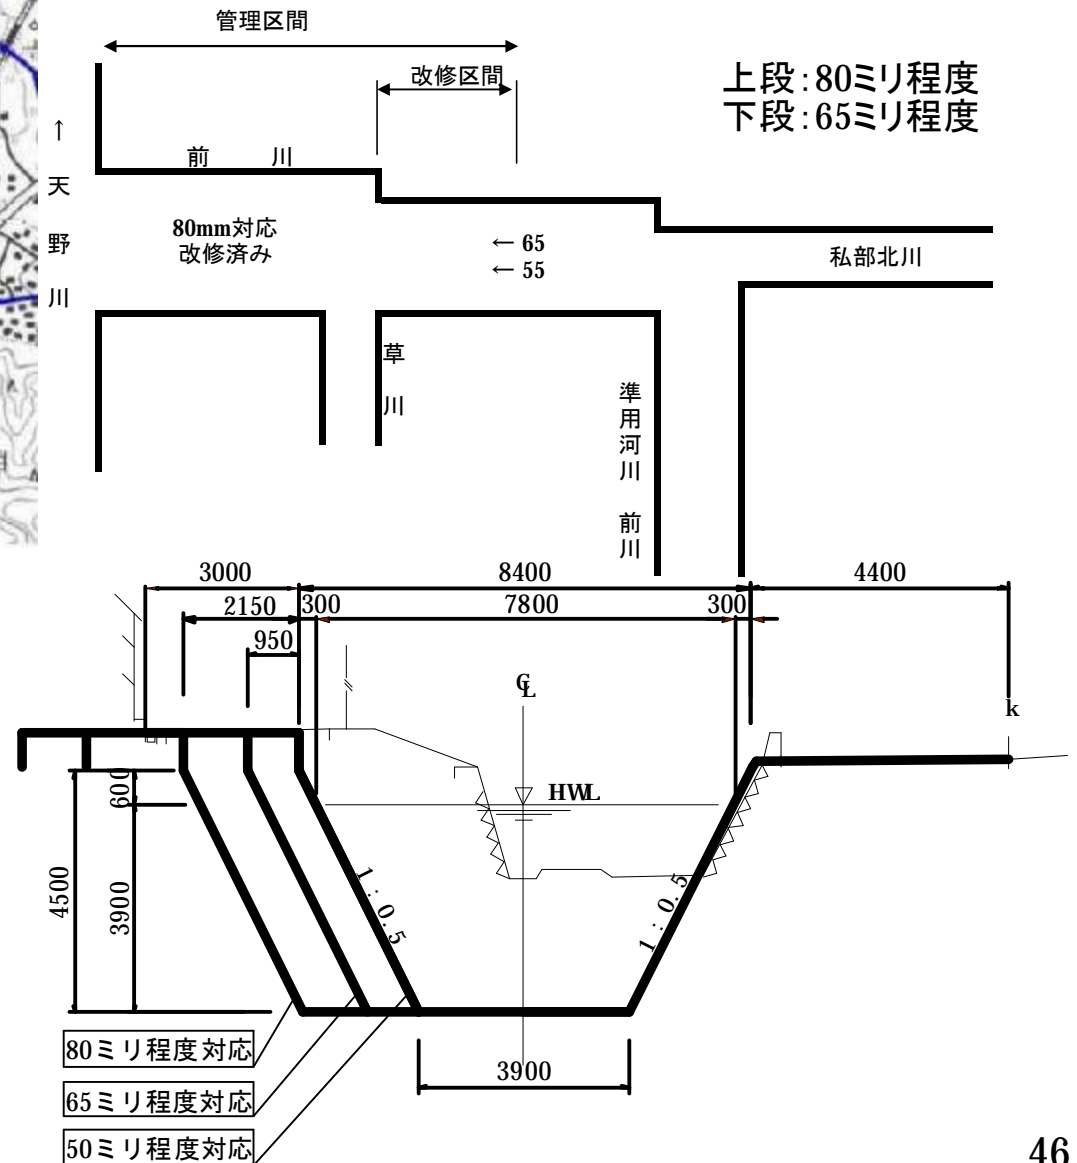 管理区間
改修区間
上段:80ミリ程度
下段:65ミリ程度
↑天野川
前 川
80mm対応
改修済み
← 65
← 55
私部北川
草川
準用河川 前川
3000
8400
4400
2150
300
7800
300
950
CL
k
HWL
600
4500
3900
1:0.5
1:0.5
3900
80ミリ程度対応
65ミリ程度対応
50ミリ程度対応
46